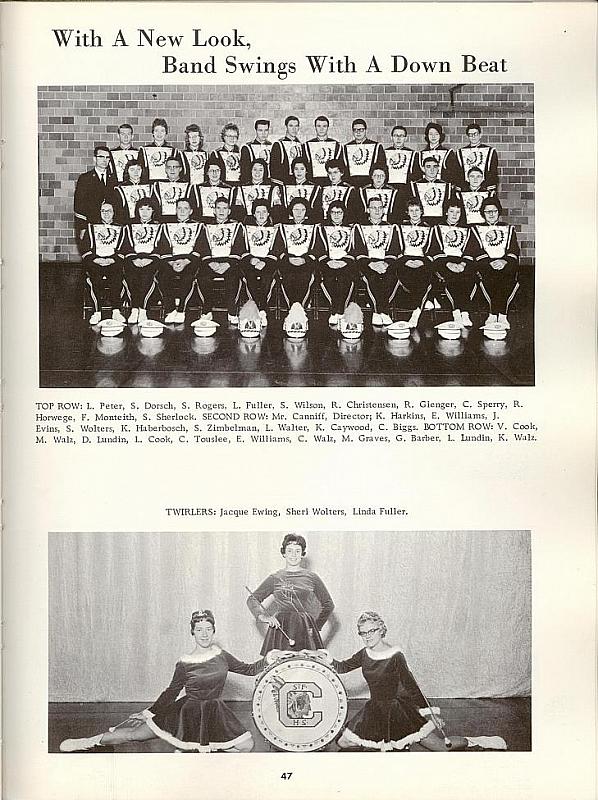 With A New Look,
Band Swings With A Down Beat
TOP ROW: L. Peter, S. Dorsch, S. Rogers, L. Fuller, S. Wilson, R. Christensen, R. Gienger, C. Sperry, R.
Horwege, F. Monteith, S. Sherlock. SECOND ROW: Mr. Canniff, Director; K. Harkins, E. Williams, J.
Evins, S. Wolters, K. Haberbosch, S. Zimbelman, L. Walter, K. Caywood, C. Biggs. BOTTOM ROW: V. Cook,
M. Walz, D. Lundin, L. Cook, C. Touslee, E. Williams, C. Walz, M. Graves, G. Barber, L. Lundin, K. Walz.
TWIRLERS: Jacque Ewing, Sheri Wolters, Linda Fuller.
C
HS
47